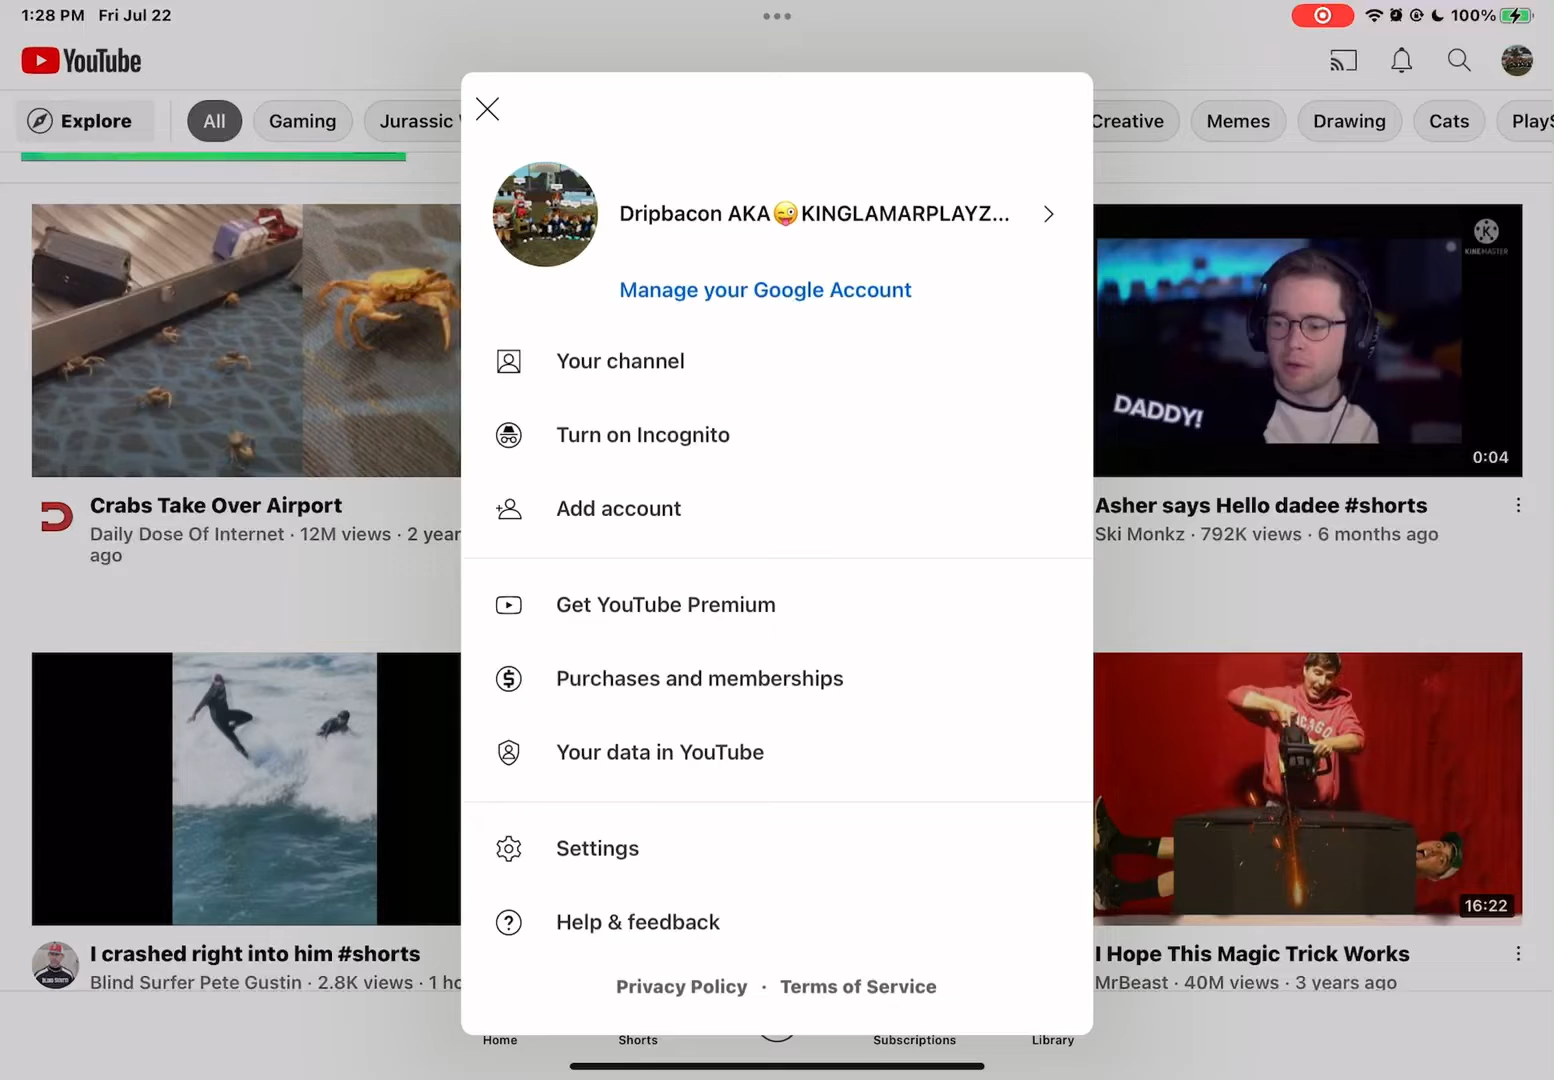 1:28 PM Fri Jul 22
100%
YouTube
Explore
All
Gaming
Jurassic
Creative
Memes
Drawing
Cats
PlayS
Dripbacon AKA😜KINGLAMARPLAYZ...
Manage your Google Account
Your channel
Turn on Incognito
Add account
Get YouTube Premium
Purchases and memberships
Your data in YouTube
Settings
Help & feedback
Privacy Policy · Terms of Service
Crabs Take Over Airport
Daily Dose Of Internet · 12M views · 2 year
ago
KINEMASTER
DADDY!
0:04
Asher says Hello dadee #shorts
Ski Monkz · 792K views · 6 months ago
I crashed right into him #shorts
Blind Surfer Pete Gustin · 2.8K views · 1 ho
CHICAGO
16:22
I Hope This Magic Trick Works
MrBeast · 40M views · 3 years ago
Home
Shorts
Subscriptions
Library